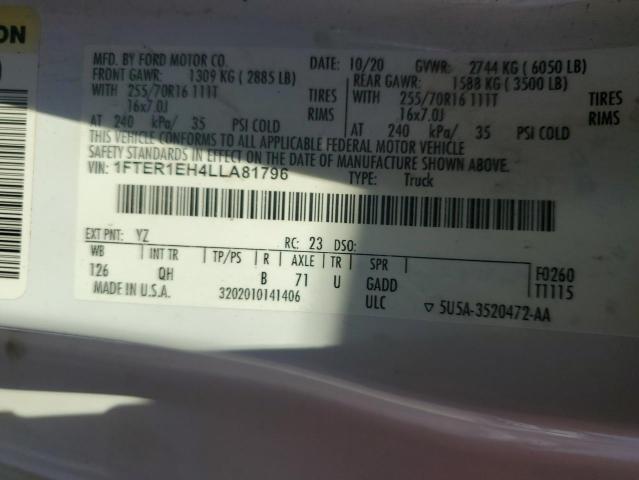 ON
MFD. BY FORD MOTOR CO. DATE: 10/20 GVWR: 2744 KG (6050 LB)
FRONT GAWR: 1309 KG (2885 LB) REAR GAWR: 1588 KG (3500 LB)
WITH 255/70R16 111T TIRES WITH 255/70R16 111T TIRES
16x7.0J RIMS 16x7.0J RIMS
AT 240 kPa/ 35 PSI COLD AT 240 kPa/ 35 PSI COLD
THIS VEHICLE CONFORMS TO ALL APPLICABLE FEDERAL MOTOR VEHICLE
SAFETY STANDARDS IN EFFECT ON THE DATE OF MANUFACTURE SHOWN ABOVE.
VIN: 1FTER1EH4LLA81796 TYPE: Truck
EXT PNT: YZ RC: 23 DSO:
WB INT TR TP/PS R AXLE TR SPR F0260
126 QH B 71 U GADD T1115
MADE IN U.S.A. 3202010141406 ULC ▽ 5U5A-3520472-AA